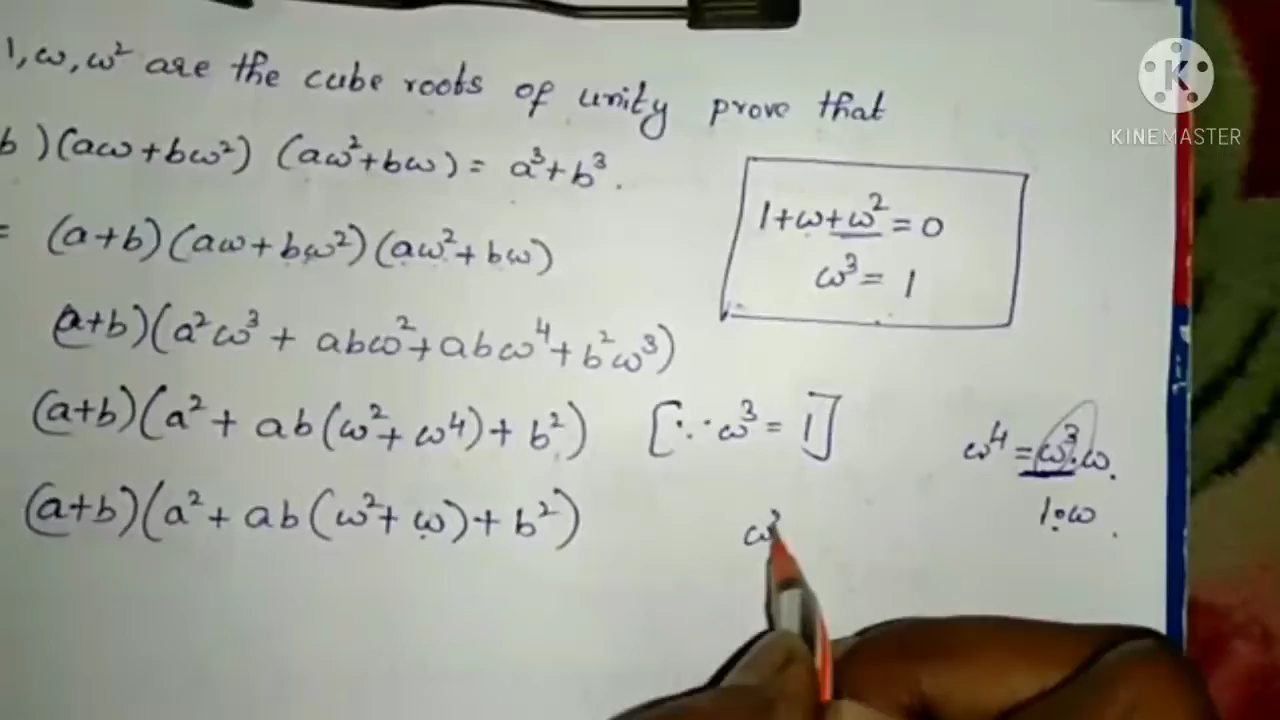 1, ω, ω² are the cube roots of unity prove that
b)(aω+bω²)(aω²+bω) = a³+b³.
= (a+b)(aω+bω²)(aω²+bω)
(a+b)(a²ω³ + abω²+abω⁴+b²ω³)
(a+b)(a² + ab(ω²+ω⁴)+b²) [∵ω³ = 1]
(a+b)(a²+ab(ω²+ω)+b²)
1+ω+ω² = 0
ω³ = 1
ω⁴ = ω³.ω.
1.ω.
K
KINEMASTER